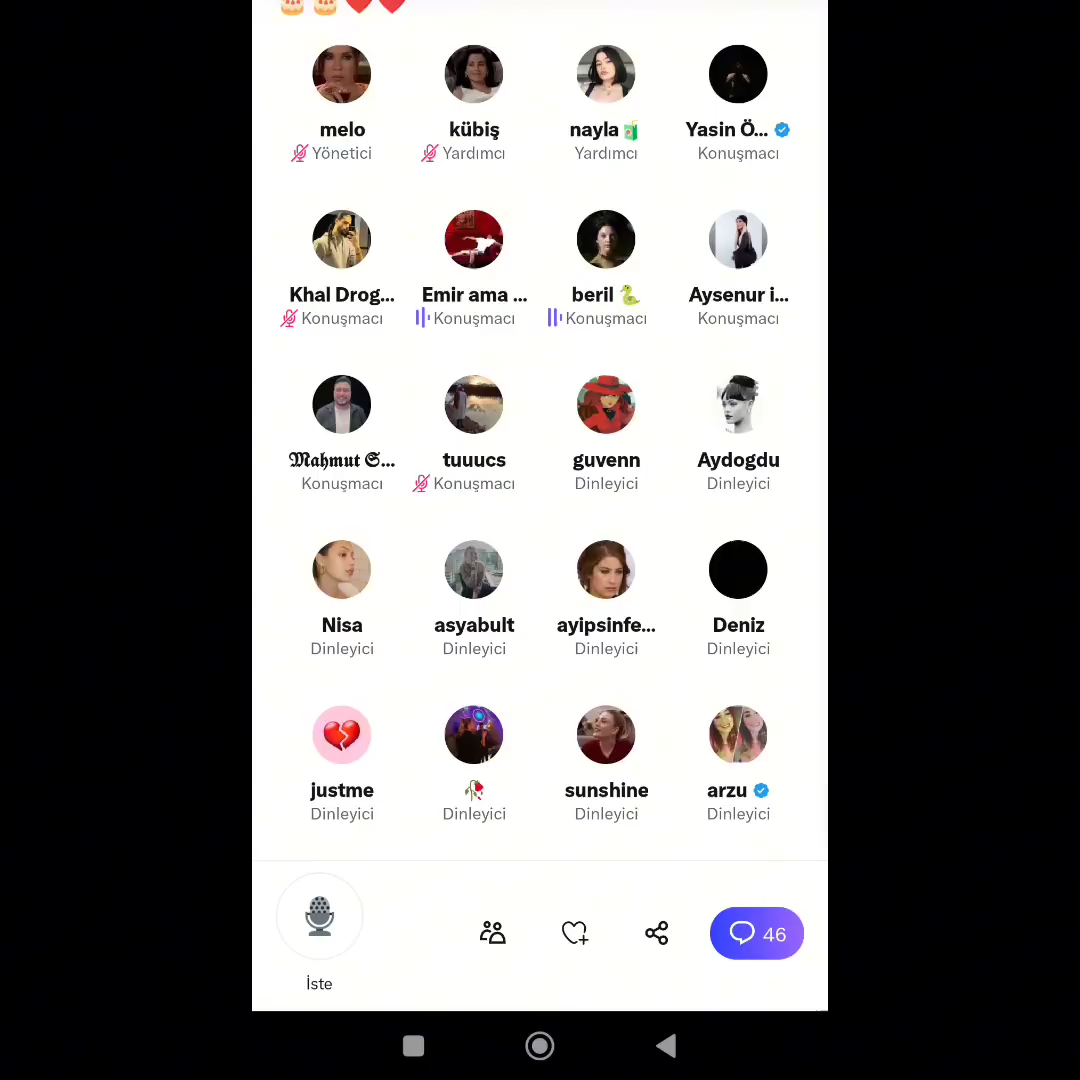 melo kübiş nayla🧃 Yasin Ö...
Yönetici Yardımcı Yardımcı Konuşmacı
Khal Drog... Emir ama ... beril 🐍 Aysenur i...
Konuşmacı Konuşmacı Konuşmacı Konuşmacı
𝕸𝖆𝖍𝖒𝖚𝖙 𝕾... tuuucs guvenn Aydogdu
Konuşmacı Konuşmacı Dinleyici Dinleyici
Nisa asyabult ayipsinfe... Deniz
Dinleyici Dinleyici Dinleyici Dinleyici
justme 🥀 sunshine arzu
Dinleyici Dinleyici Dinleyici Dinleyici
46
İste